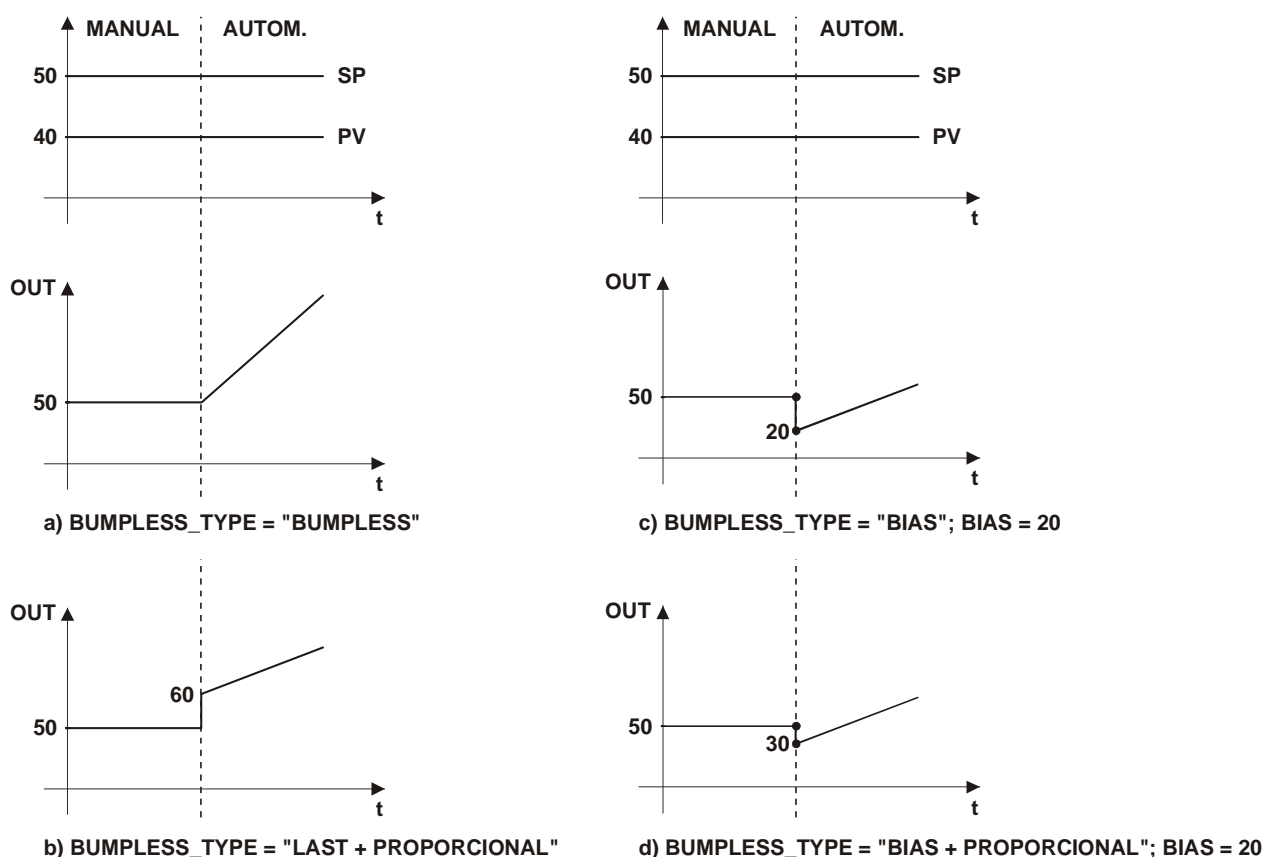 MANUAL AUTOM.
50 SP
40 PV
t
OUT
50
t
a) BUMPLESS_TYPE = "BUMPLESS"
OUT
60
50
t
b) BUMPLESS_TYPE = "LAST + PROPORCIONAL"
MANUAL AUTOM.
50 SP
40 PV
t
OUT
50
20
t
c) BUMPLESS_TYPE = "BIAS"; BIAS = 20
OUT
50
30
t
d) BUMPLESS_TYPE = "BIAS + PROPORCIONAL"; BIAS = 20